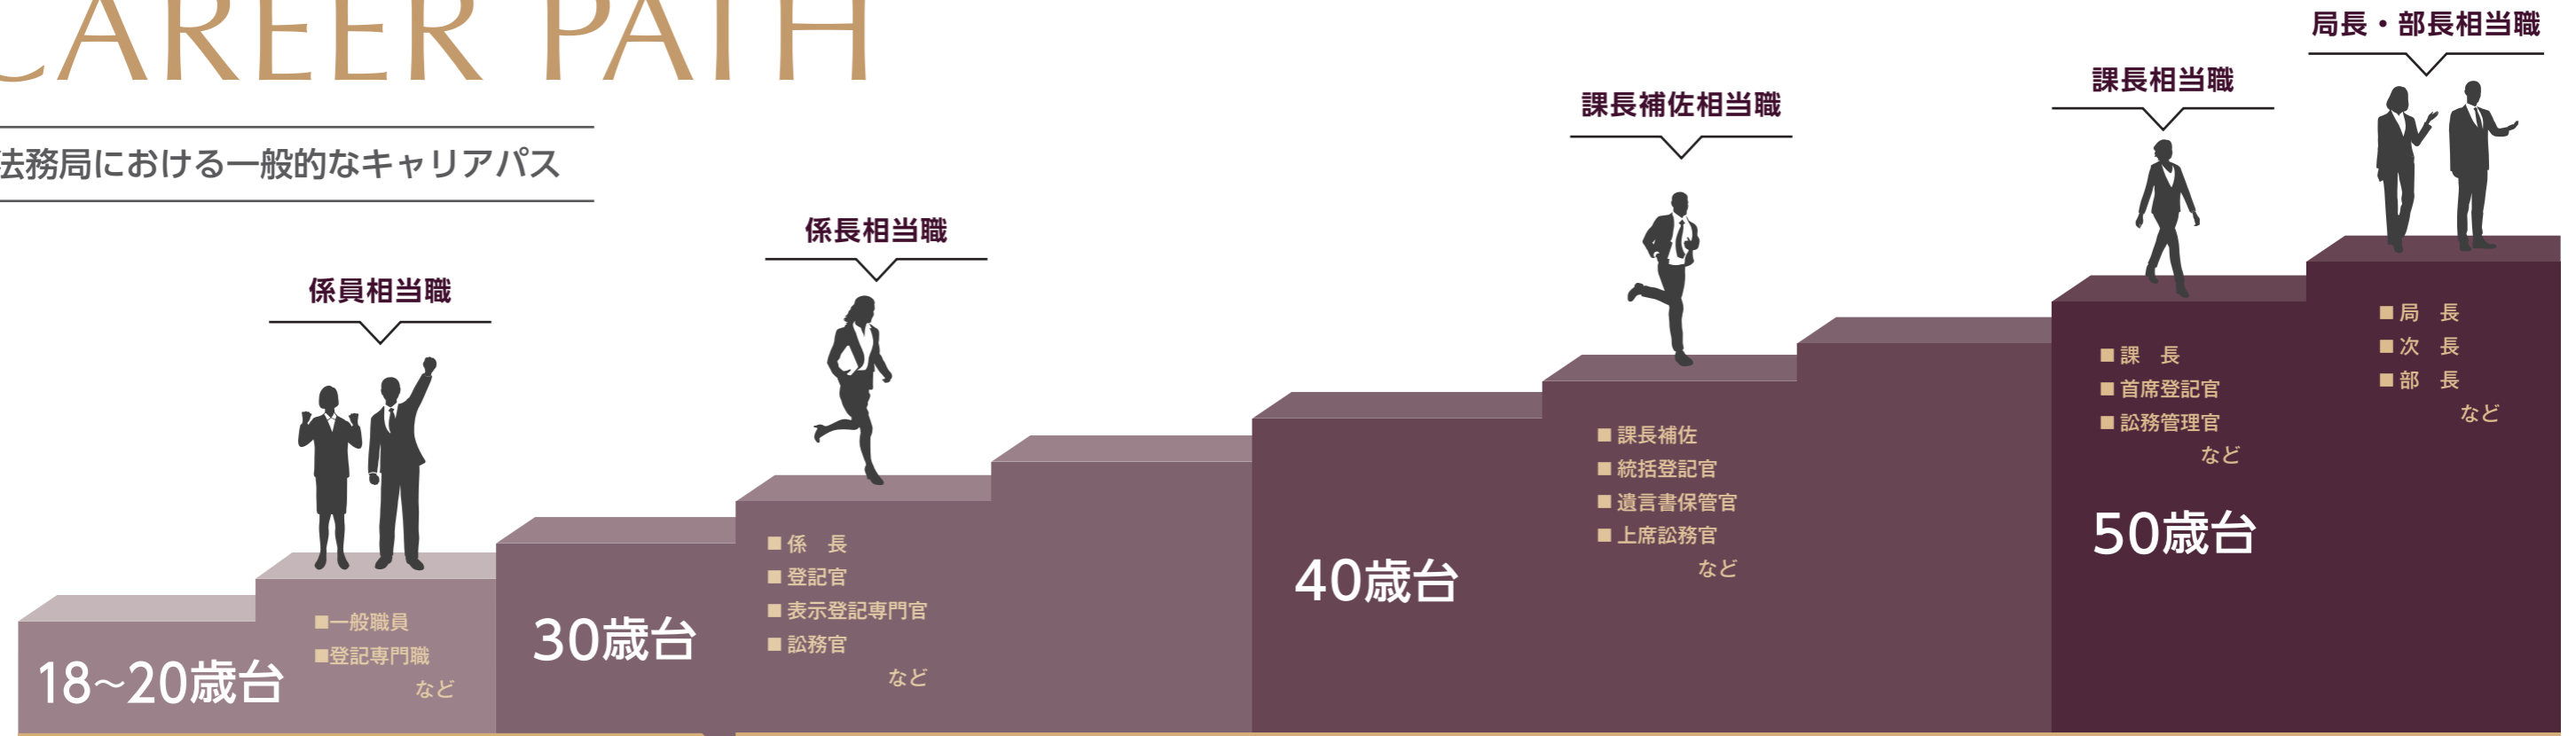 CAREER PATH
法務局における一般的なキャリアパス
係員相当職
18～20歳台
■一般職員
■登記専門職
など
30歳台
係長相当職
■係　長
■登記官
■表示登記専門官
■訟務官
など
40歳台
課長補佐相当職
■課長補佐
■統括登記官
■遺言書保管官
■上席訟務官
など
課長相当職
■課　長
■首席登記官
■訟務管理官
など
50歳台
局長・部長相当職
■局　長
■次　長
■部　長
など